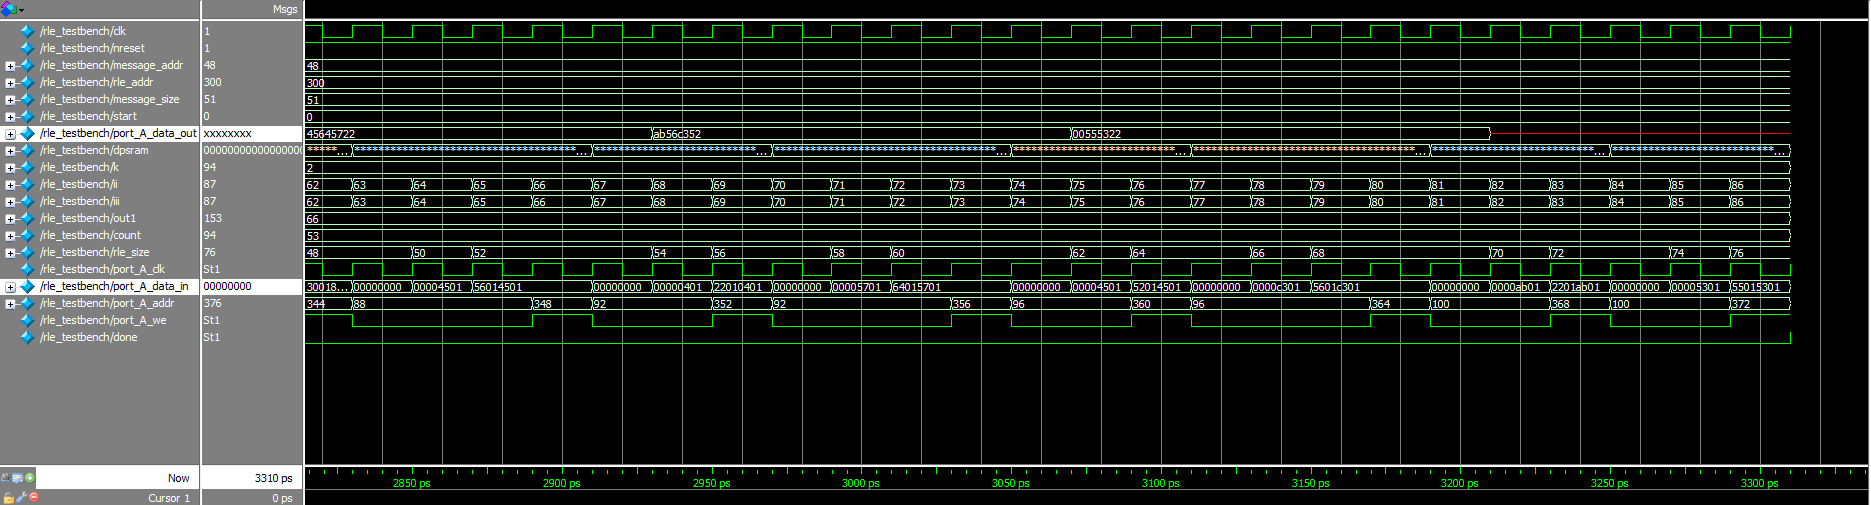 Msgs
/rle_testbench/clk 1
/rle_testbench/nreset 1
/rle_testbench/message_addr 48 48
/rle_testbench/rle_addr 300 300
/rle_testbench/message_size 51 51
/rle_testbench/start 0 0
/rle_testbench/port_A_data_out xxxxxxxx 45645722 ab56c352 00555322
/rle_testbench/dpsram 0000000000000000
/rle_testbench/k 94 2
/rle_testbench/ii 87 62 63 64 65 66 67 68 69 70 71 72 73 74 75 76 77 78 79 80 81 82 83 84 85 86
/rle_testbench/iii 87 62 63 64 65 66 67 68 69 70 71 72 73 74 75 76 77 78 79 80 81 82 83 84 85 86
/rle_testbench/out1 153 66
/rle_testbench/count 94 53
/rle_testbench/rle_size 76 48 50 52 54 56 58 60 62 64 66 68 70 72 74 76
/rle_testbench/port_A_clk St1
/rle_testbench/port_A_data_in 00000000 30018... 00000000 00004501 56014501 00000000 00000401 22010401 00000000 00005701 64015701 00000000 00004501 52014501 00000000 0000c301 5601c301 00000000 0000ab01 2201ab01 00000000 00005301 55015301
/rle_testbench/port_A_addr 376 344 88 348 92 352 92 356 96 360 96 364 100 368 100 372
/rle_testbench/port_A_we St1
/rle_testbench/done St1
Now 3310 ps 2850 ps 2900 ps 2950 ps 3000 ps 3050 ps 3100 ps 3150 ps 3200 ps 3250 ps 3300 ps
Cursor 1 0 ps